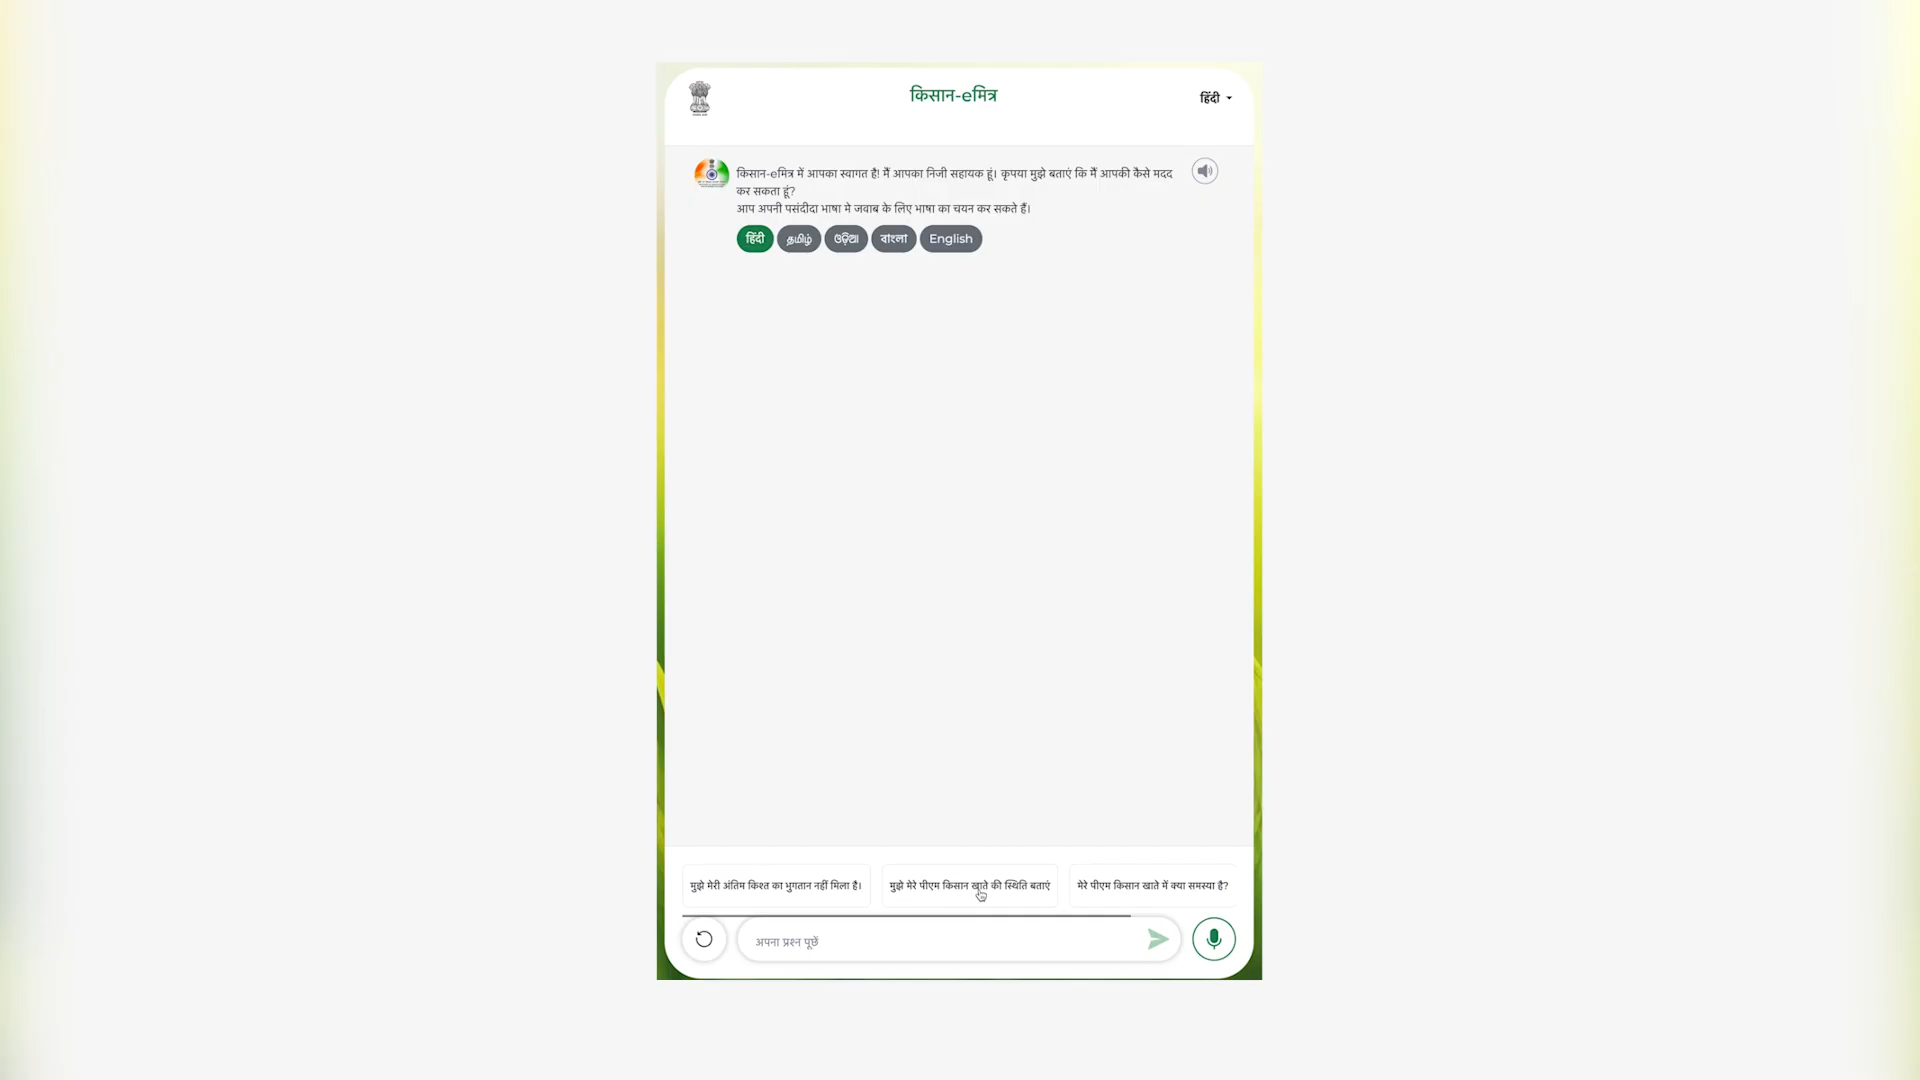 किसान-eमित्र
हिंदी
किसान-eमित्र में आपका स्वागत है! मैं आपका निजी सहायक हूं। कृपया मुझे बताएं कि मैं आपकी कैसे मदद
कर सकता हूं?
आप अपनी पसंदीदा भाषा मे जवाब के लिए भाषा का चयन कर सकते हैं।
हिंदी தமிழ் ଓଡ଼ିଆ বাংলা English
मुझे मेरी अंतिम किश्त का भुगतान नहीं मिला है। मुझे मेरे पीएम किसान खाते की स्थिति बताएं मेरे पीएम किसान खाते में क्या समस्या है?
अपना प्रश्न पूछें